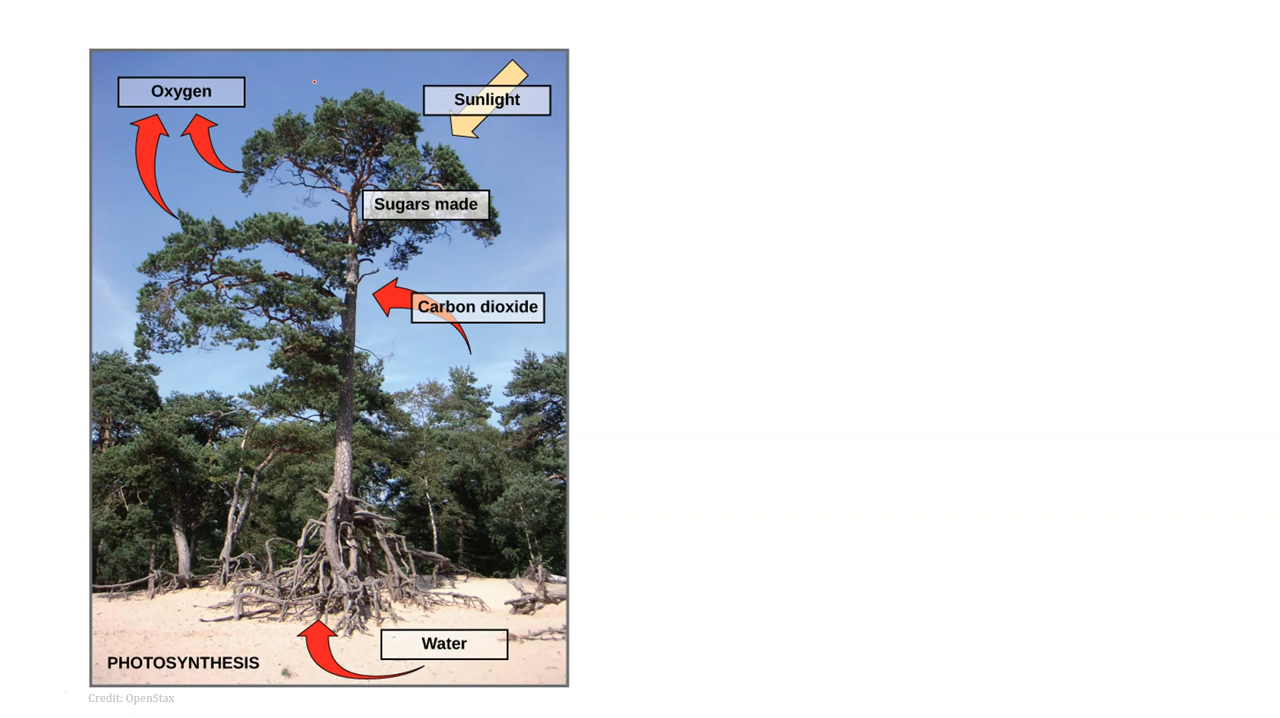 Oxygen
Sunlight
Sugars made
Carbon dioxide
Water
PHOTOSYNTHESIS
Credit: OpenStax